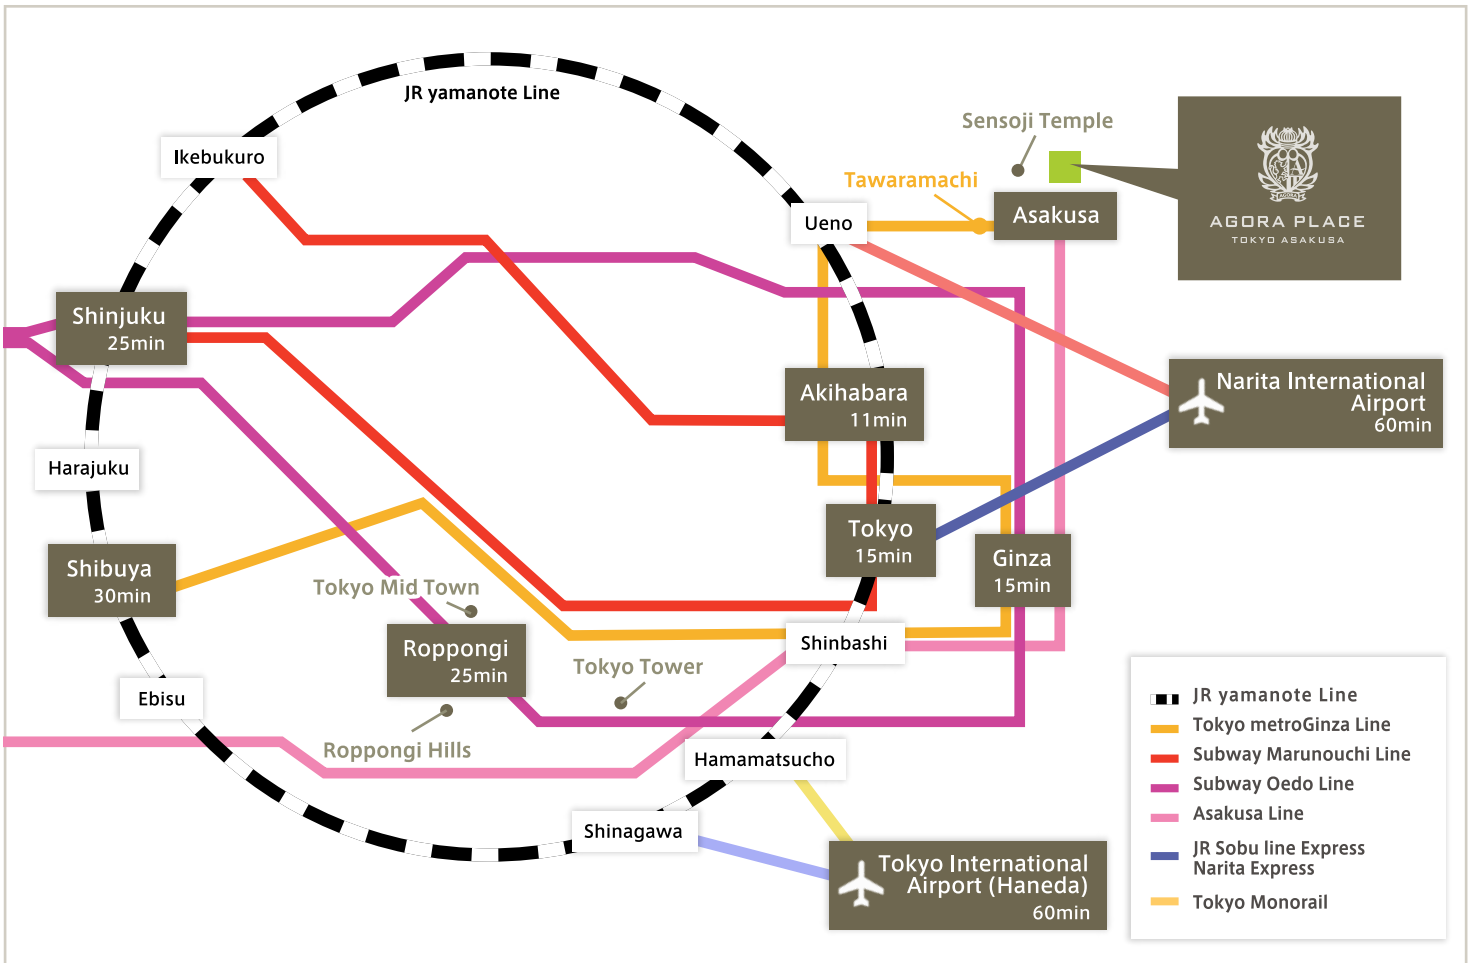 JR yamanote Line
Ikebukuro
Sensoji Temple
Tawaramachi
Ueno
Asakusa
AGORA
AGORA PLACE
TOKYO ASAKUSA
Shinjuku
25min
Akihabara
11min
Narita International
Airport
60min
Harajuku
Tokyo
15min
Ginza
15min
Shibuya
30min
Tokyo Mid Town
Roppongi
25min
Shinbashi
Tokyo Tower
Ebisu
Roppongi Hills
Hamamatsucho
Shinagawa
Tokyo International
Airport (Haneda)
60min
JR yamanote Line
Tokyo metroGinza Line
Subway Marunouchi Line
Subway Oedo Line
Asakusa Line
JR Sobu line Express
Narita Express
Tokyo Monorail